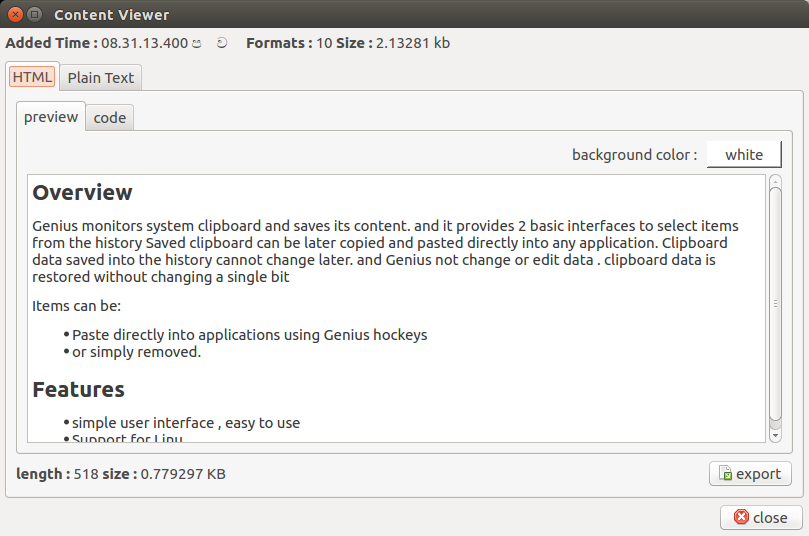 Content Viewer
Added Time : 08.31.13.400 ප ව Formats : 10 Size : 2.13281 kb
HTML Plain Text
preview code
background color : white
Overview
Genius monitors system clipboard and saves its content. and it provides 2 basic interfaces to select items
from the history Saved clipboard can be later copied and pasted directly into any application. Clipboard
data saved into the history cannot change later. and Genius not change or edit data . clipboard data is
restored without changing a single bit
Items can be:
• Paste directly into applications using Genius hockeys
• or simply removed.
Features
• simple user interface , easy to use
• Support for Linu
length : 518 size : 0.779297 KB
export
close